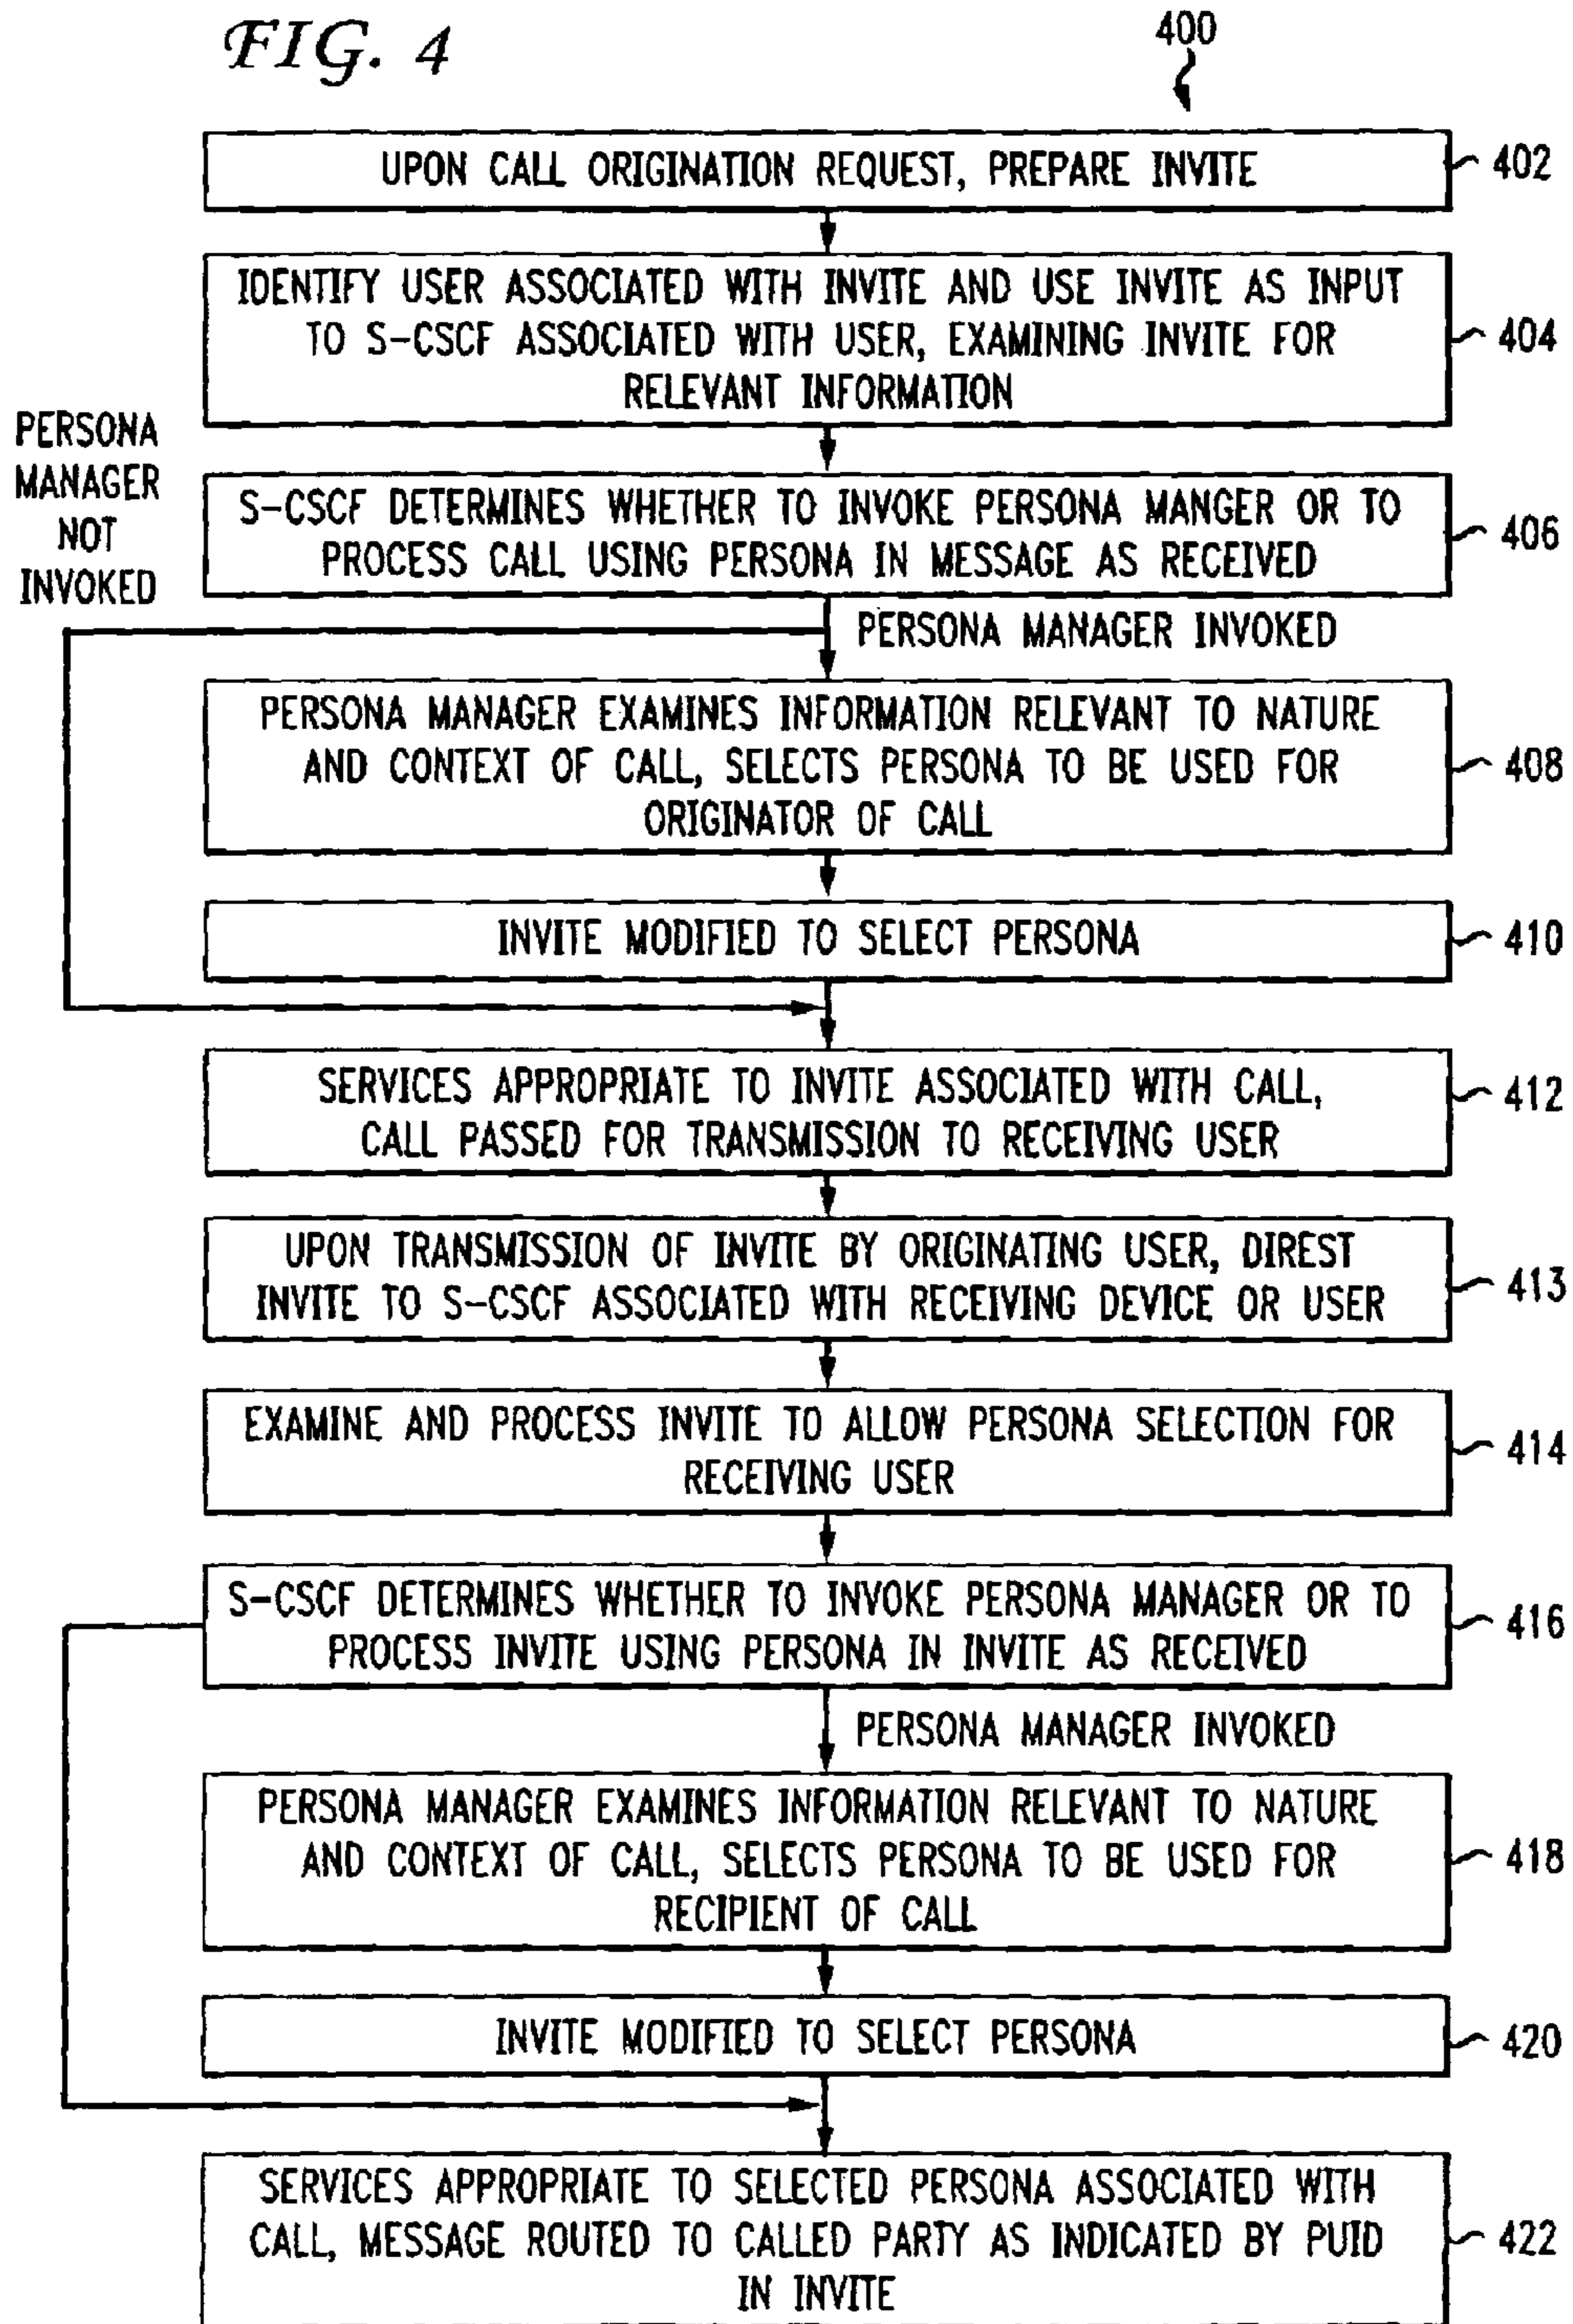 FIG. 4
400
UPON CALL ORIGINATION REQUEST, PREPARE INVITE
402
IDENTIFY USER ASSOCIATED WITH INVITE AND USE INVITE AS INPUT
TO S-CSCF ASSOCIATED WITH USER, EXAMINING INVITE FOR
RELEVANT INFORMATION
404
PERSONA
MANAGER
NOT
INVOKED
S-CSCF DETERMINES WHETHER TO INVOKE PERSONA MANGER OR TO
PROCESS CALL USING PERSONA IN MESSAGE AS RECEIVED
406
PERSONA MANAGER INVOKED
PERSONA MANAGER EXAMINES INFORMATION RELEVANT TO NATURE
AND CONTEXT OF CALL, SELECTS PERSONA TO BE USED FOR
ORIGINATOR OF CALL
408
INVITE MODIFIED TO SELECT PERSONA
410
SERVICES APPROPRIATE TO INVITE ASSOCIATED WITH CALL,
CALL PASSED FOR TRANSMISSION TO RECEIVING USER
412
UPON TRANSMISSION OF INVITE BY ORIGINATING USER, DIREST
INVITE TO S-CSCF ASSOCIATED WITH RECEIVING DEVICE OR USER
413
EXAMINE AND PROCESS INVITE TO ALLOW PERSONA SELECTION FOR
RECEIVING USER
414
S-CSCF DETERMINES WHETHER TO INVOKE PERSONA MANAGER OR TO
PROCESS INVITE USING PERSONA IN INVITE AS RECEIVED
416
PERSONA MANAGER INVOKED
PERSONA MANAGER EXAMINES INFORMATION RELEVANT TO NATURE
AND CONTEXT OF CALL, SELECTS PERSONA TO BE USED FOR
RECIPIENT OF CALL
418
INVITE MODIFIED TO SELECT PERSONA
420
SERVICES APPROPRIATE TO SELECTED PERSONA ASSOCIATED WITH
CALL, MESSAGE ROUTED TO CALLED PARTY AS INDICATED BY PUID
IN INVITE
422